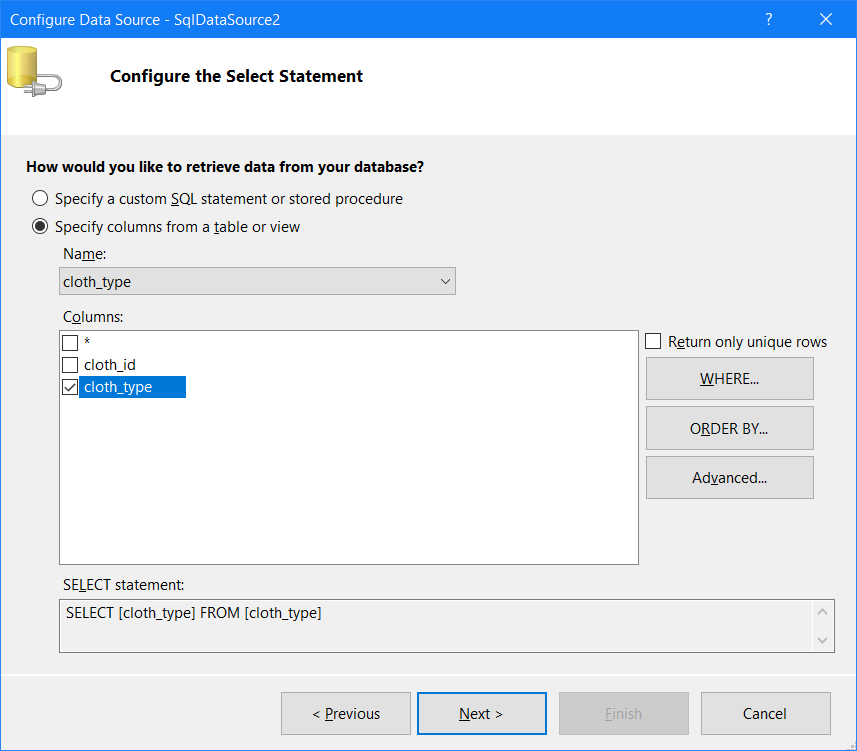 Configure Data Source - SqlDataSource2
?
Configure the Select Statement
How would you like to retrieve data from your database?
Specify a custom SQL statement or stored procedure
Specify columns from a table or view
Name:
cloth_type
Columns:
*
cloth_id
cloth_type
Return only unique rows
WHERE...
ORDER BY...
Advanced...
SELECT statement:
SELECT [cloth_type] FROM [cloth_type]
< Previous
Next >
Finish
Cancel